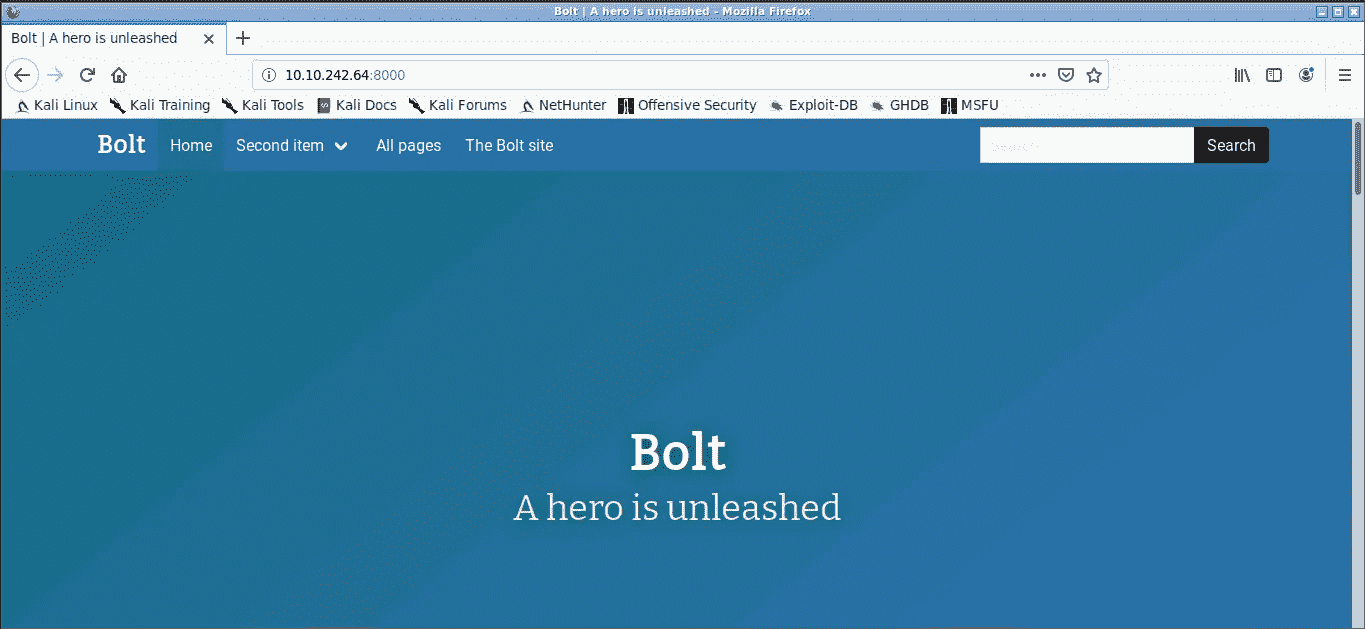 Bolt | A hero is unleashed - Mozilla Firefox
Bolt | A hero is unleashed
10.10.242.64:8000
Kali Linux Kali Training Kali Tools Kali Docs Kali Forums NetHunter Offensive Security Exploit-DB GHDB MSFU
Bolt Home Second item All pages The Bolt site Search... Search
Bolt
A hero is unleashed